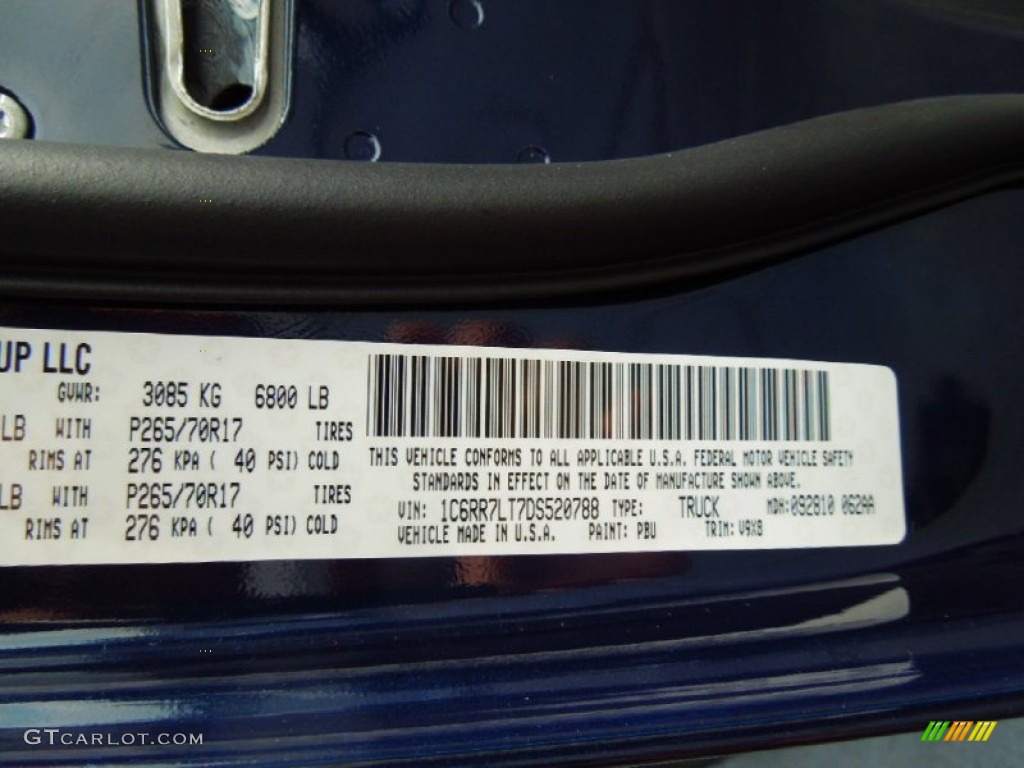 UP LLC
GVWR: 3085 KG 6800 LB
LB WITH P265/70R17 TIRES
RIMS AT 276 KPA ( 40 PSI) COLD
LB WITH P265/70R17 TIRES
RIMS AT 276 KPA ( 40 PSI) COLD
THIS VEHICLE CONFORMS TO ALL APPLICABLE U.S.A. FEDERAL MOTOR VEHICLE SAFETY
STANDARDS IN EFFECT ON THE DATE OF MANUFACTURE SHOWN ABOVE.
VIN: 1C6RR7LT7DS520788 TYPE: TRUCK MDH:092810 062AA
VEHICLE MADE IN U.S.A. PAINT: PBU TRIM: V9X8
GTCARLOT.COM